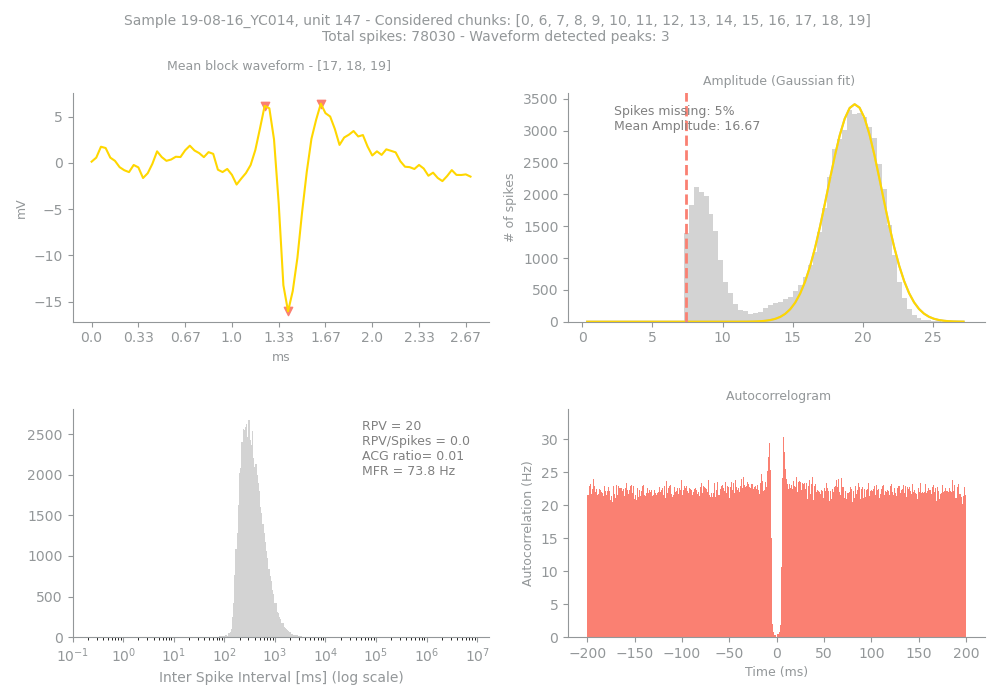 Sample 19-08-16_YC014, unit 147 - Considered chunks: [0, 6, 7, 8, 9, 10, 11, 12, 13, 14, 15, 16, 17, 18, 19]
Total spikes: 78030 - Waveform detected peaks: 3
Mean block waveform - [17, 18, 19]
5
0
−5
−10
−15
mV
0.0 0.33 0.67 1.0 1.33 1.67 2.0 2.33 2.67
ms
Amplitude (Gaussian fit)
Spikes missing: 5%
Mean Amplitude: 16.67
3500
3000
2500
2000
1500
1000
500
0
# of spikes
0 5 10 15 20 25
RPV = 20
RPV/Spikes = 0.0
ACG ratio= 0.01
MFR = 73.8 Hz
2500
2000
1500
1000
500
0
10⁻¹ 10⁰ 10¹ 10² 10³ 10⁴ 10⁵ 10⁶ 10⁷
Inter Spike Interval [ms] (log scale)
Autocorrelogram
30
25
20
15
10
5
0
Autocorrelation (Hz)
−200 −150 −100 −50 0 50 100 150 200
Time (ms)